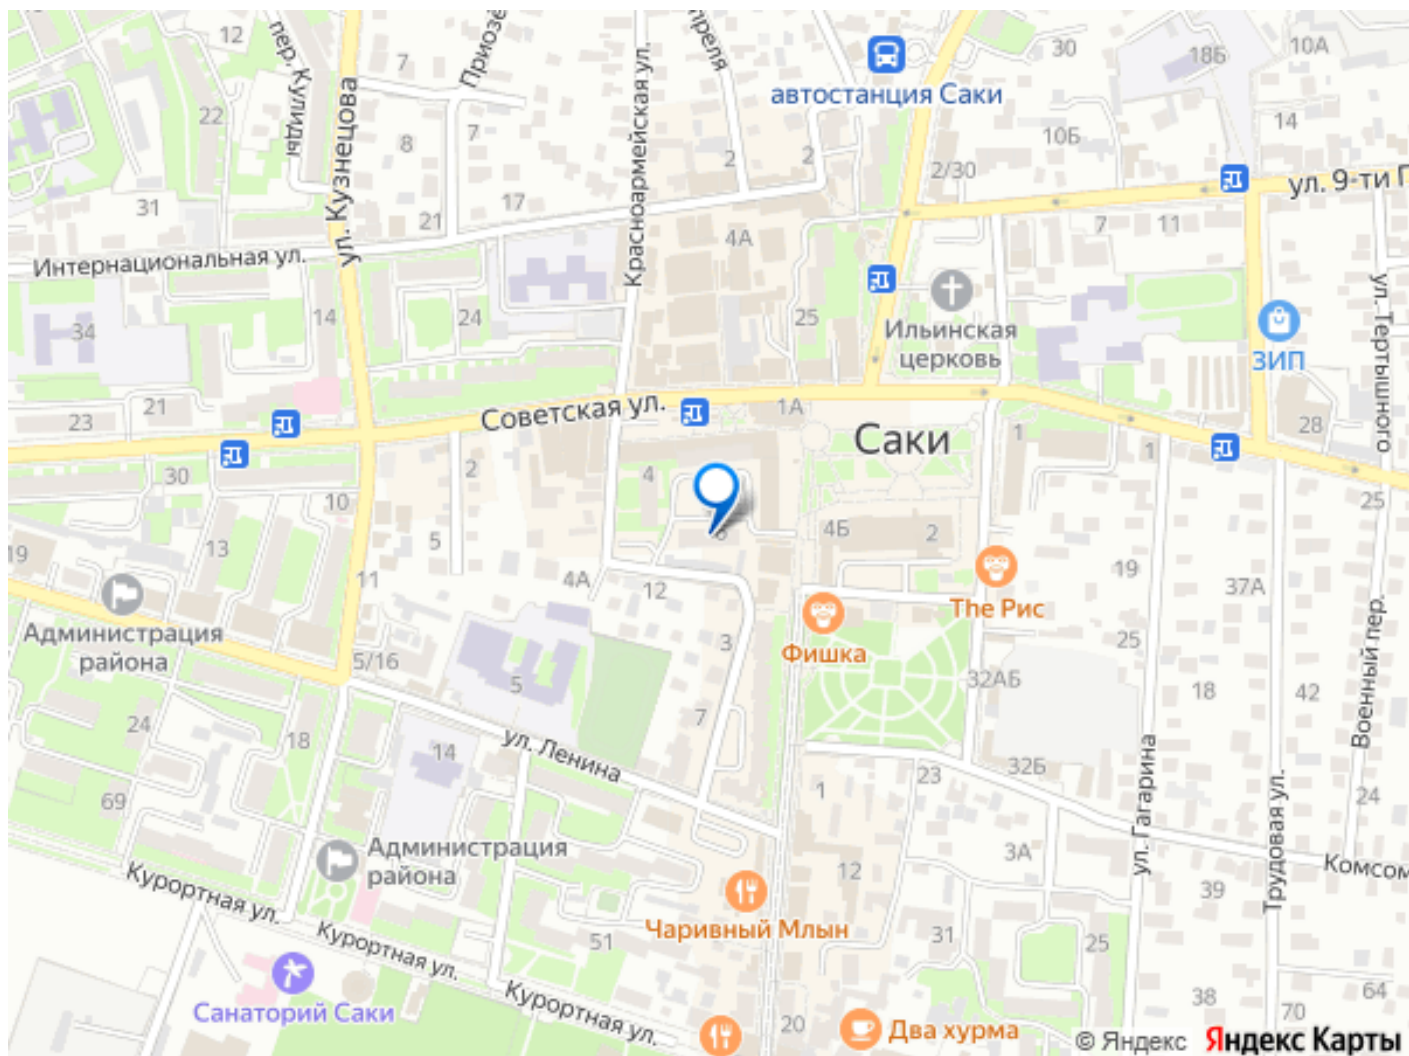 12
пер. Кулиды
7
Приозе
преля
30
18Б
10А
автостанция Саки
22
ул. Кузнецова
8
7
Красноармейская ул.
2
2
10Б
14
2/30
ул. 9-ти Г
31
21
17
7
11
4А
Интернациональная ул.
Ильинская
церковь
ул. Тертышного
34
14
24
25
ЗИП
23
21
Советская ул.
1А
Саки
28
1
1
30
2
4
10
25
4Б
2
19
13
5
11
4А
12
19
37А
The Рис
Администрация
района
Фишка
3
25
Военный пер.
5/16
5
32АБ
18
42
24
18
14
7
ул. Ленина
69
23
32Б
1
ул. Гагарина
Трудовая ул.
24
Администрация
района
3А
12
Комсом
39
Курортная ул.
Курортная ул.
Чаривный Млын
51
31
25
Санаторий Саки
Курортная ул.
38
70
64
20
Два хурма
© Яндекс
Яндекс Карты